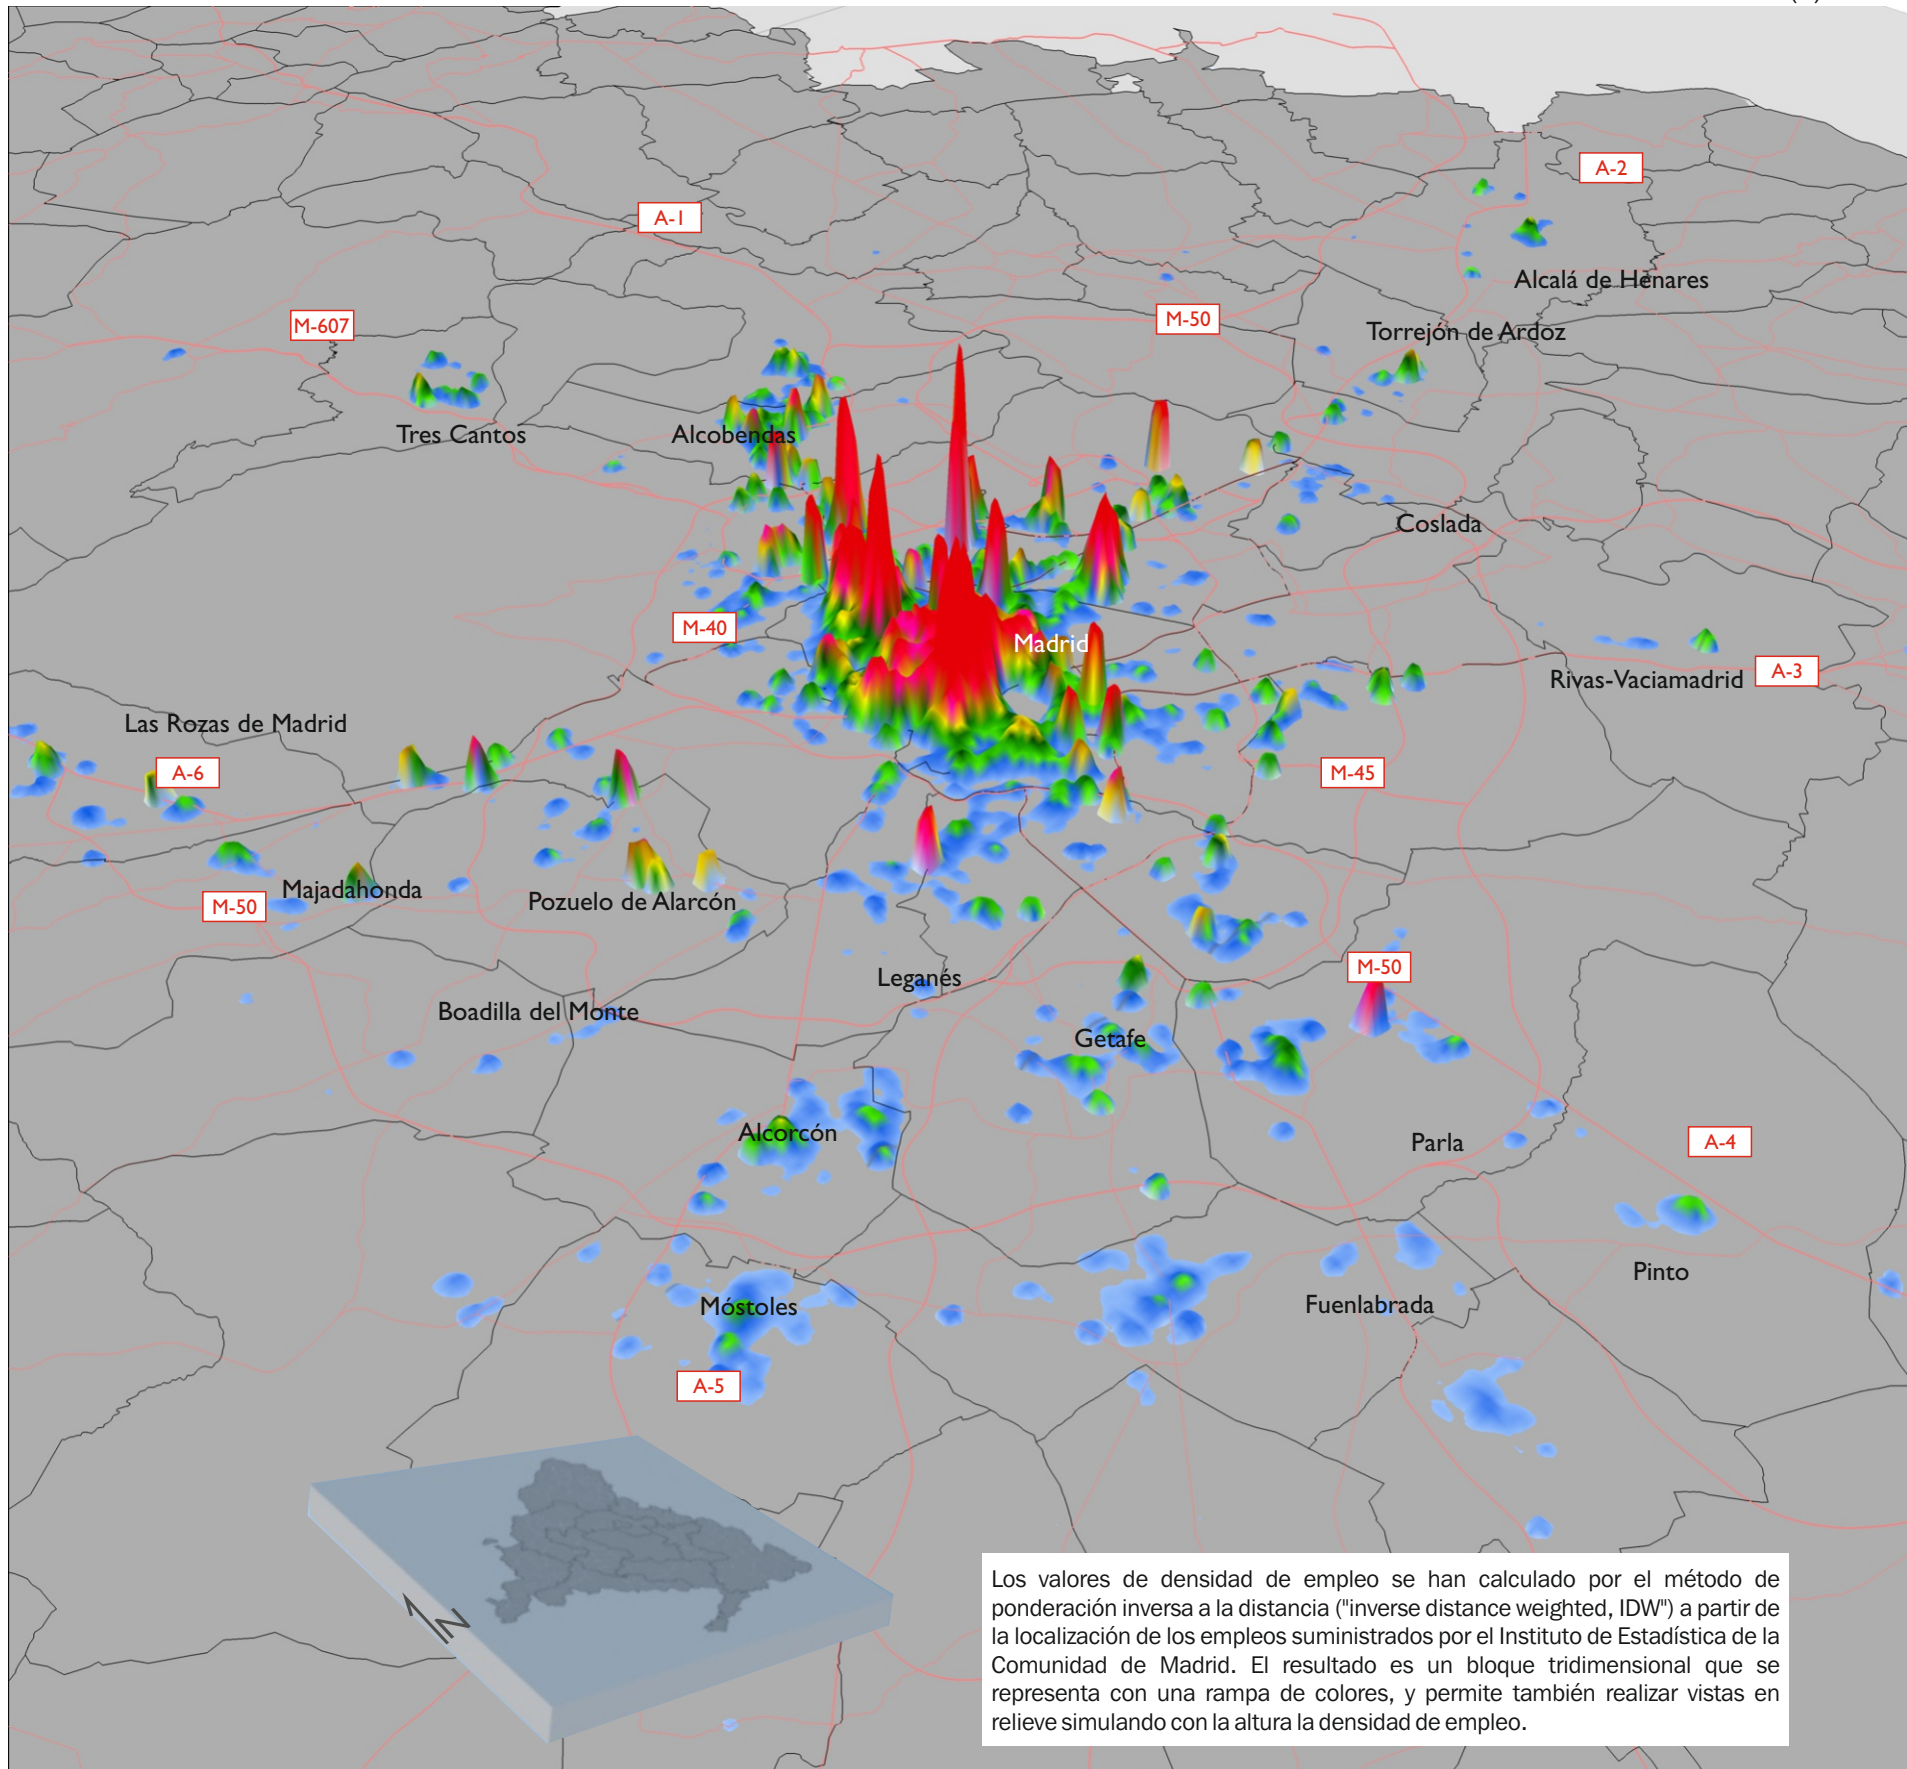 A-2
A-1
Alcalá de Henares
M-607
M-50
Torrejón de Ardoz
Tres Cantos
Alcobendas
Coslada
M-40
Madrid
Rivas-Vaciamadrid
A-3
Las Rozas de Madrid
A-6
M-45
Majadahonda
Pozuelo de Alarcón
M-50
Leganés
M-50
Boadilla del Monte
Getafe
Alcorcón
Parla
A-4
Pinto
Móstoles
Fuenlabrada
A-5
N
Los valores de densidad de empleo se han calculado por el método de
ponderación inversa a la distancia ("inverse distance weighted, IDW") a partir de
la localización de los empleos suministrados por el Instituto de Estadística de la
Comunidad de Madrid. El resultado es un bloque tridimensional que se
representa con una rampa de colores, y permite también realizar vistas en
relieve simulando con la altura la densidad de empleo.